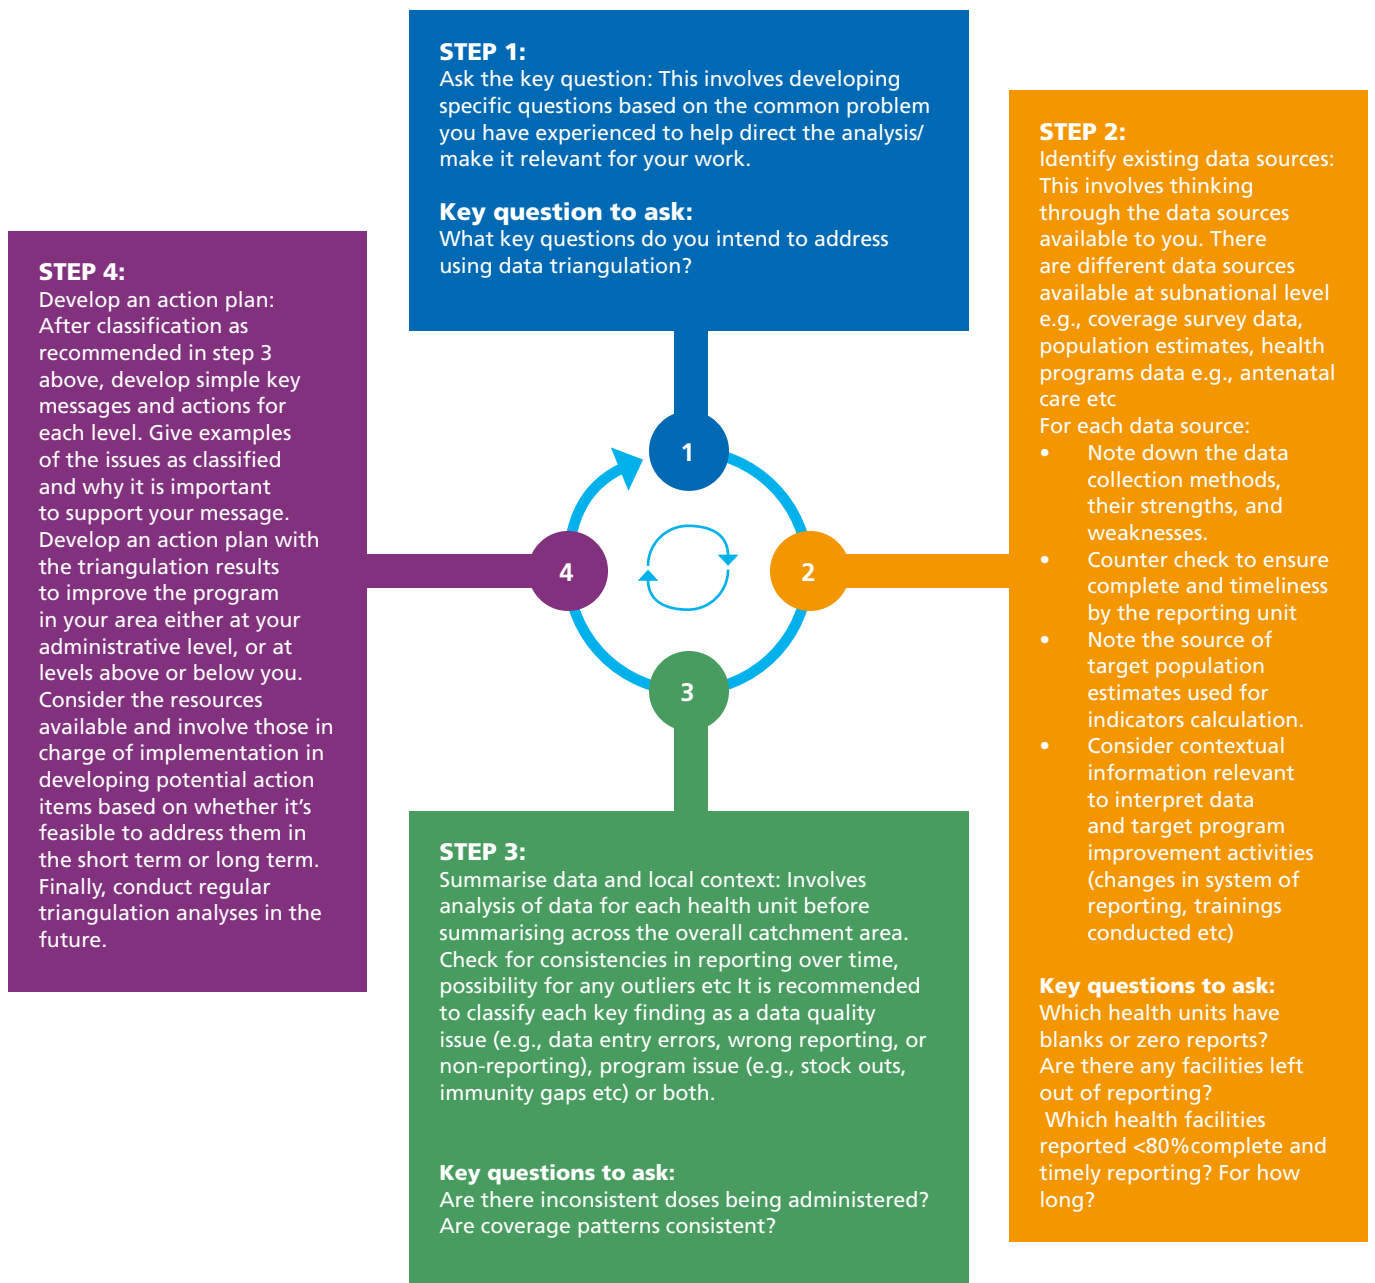 STEP 1:
Ask the key question: This involves developing
specific questions based on the common problem
you have experienced to help direct the analysis/
make it relevant for your work.
Key question to ask:
What key questions do you intend to address
using data triangulation?
STEP 2:
Identify existing data sources:
This involves thinking
through the data sources
available to you. There
are different data sources
available at subnational level
e.g., coverage survey data,
population estimates, health
programs data e.g., antenatal
care etc
For each data source:
• Note down the data
collection methods,
their strengths, and
weaknesses.
• Counter check to ensure
complete and timeliness
by the reporting unit
• Note the source of
target population
estimates used for
indicators calculation.
• Consider contextual
information relevant
to interpret data
and target program
improvement activities
(changes in system of
reporting, trainings
conducted etc)
Key questions to ask:
Which health units have
blanks or zero reports?
Are there any facilities left
out of reporting?
Which health facilities
reported <80%complete and
timely reporting? For how
long?
STEP 3:
Summarise data and local context: Involves
analysis of data for each health unit before
summarising across the overall catchment area.
Check for consistencies in reporting over time,
possibility for any outliers etc It is recommended
to classify each key finding as a data quality
issue (e.g., data entry errors, wrong reporting, or
non-reporting), program issue (e.g., stock outs,
immunity gaps etc) or both.
Key questions to ask:
Are there inconsistent doses being administered?
Are coverage patterns consistent?
STEP 4:
Develop an action plan:
After classification as
recommended in step 3
above, develop simple key
messages and actions for
each level. Give examples
of the issues as classified
and why it is important
to support your message.
Develop an action plan with
the triangulation results
to improve the program
in your area either at your
administrative level, or at
levels above or below you.
Consider the resources
available and involve those in
charge of implementation in
developing potential action
items based on whether it's
feasible to address them in
the short term or long term.
Finally, conduct regular
triangulation analyses in the
future.
1
2
3
4